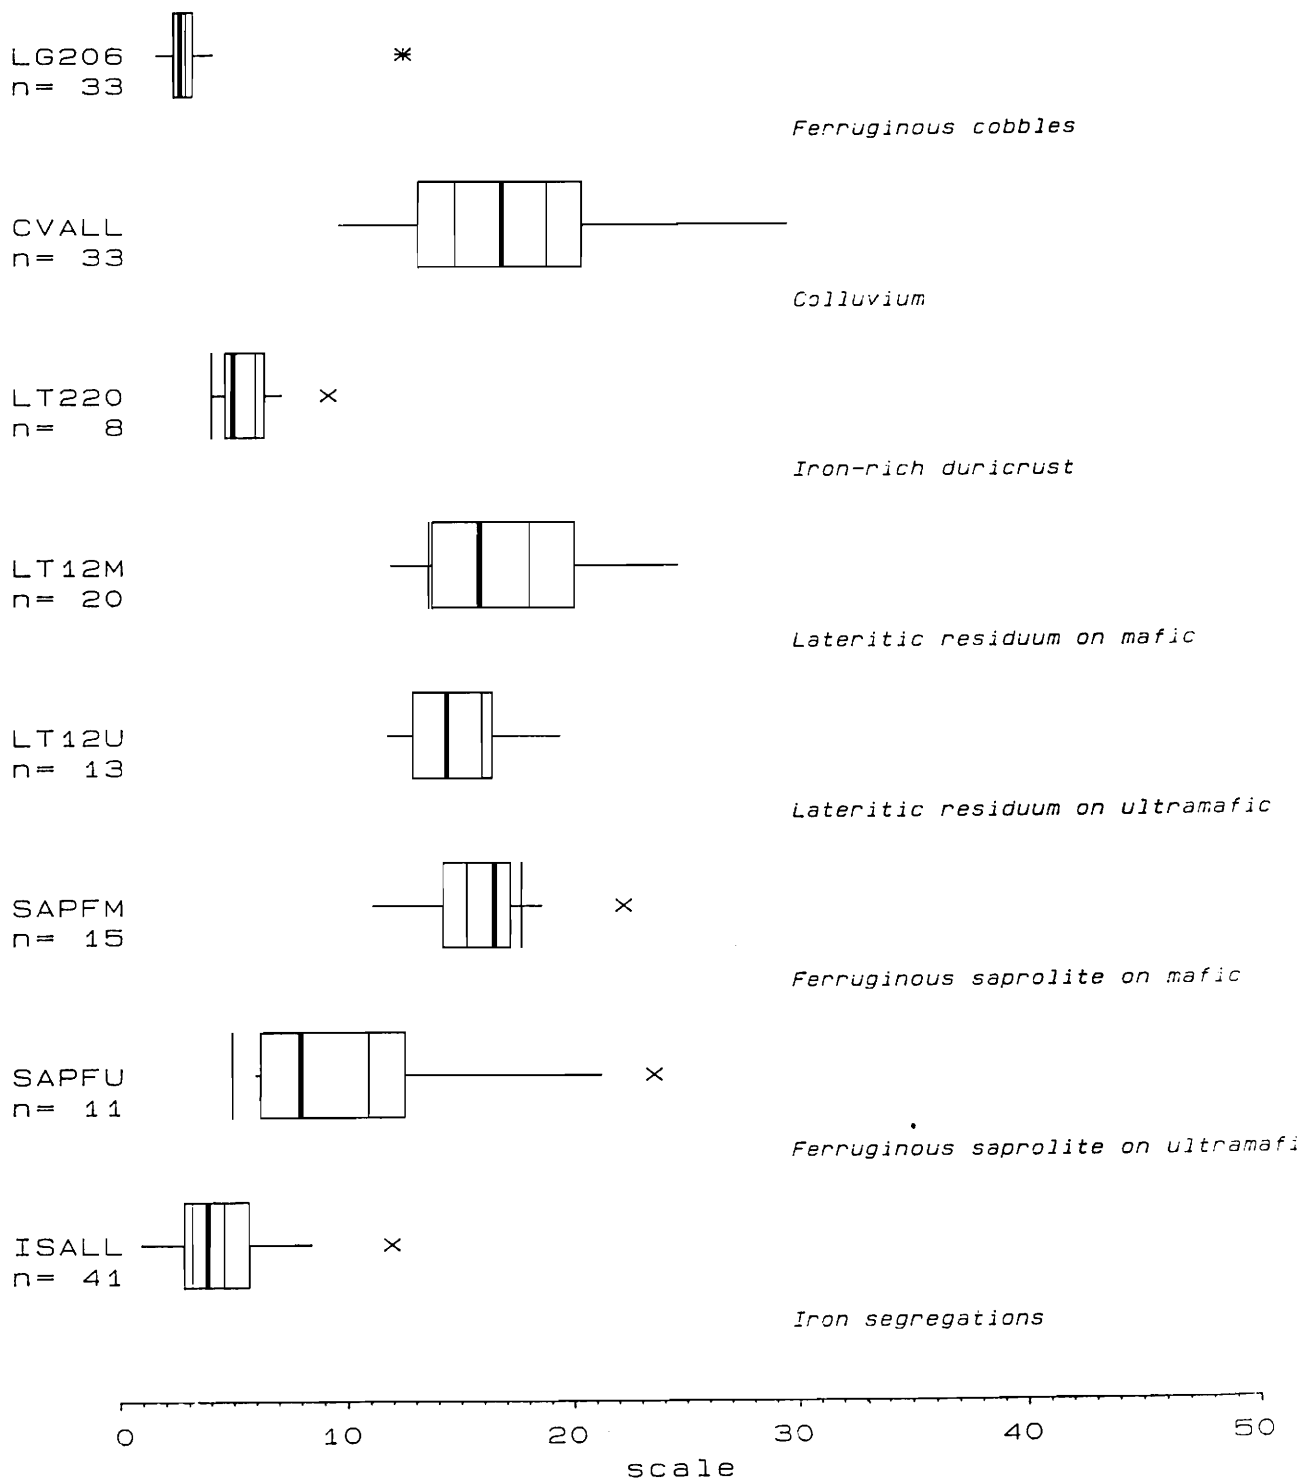 LG206
n= 33
Ferruginous cobbles
CVALL
n= 33
Colluvium
LT220
n= 8
Iron-rich duricrust
LT12M
n= 20
Lateritic residuum on mafic
LT12U
n= 13
Lateritic residuum on ultramafic
SAPFM
n= 15
Ferruginous saprolite on mafic
SAPFU
n= 11
Ferruginous saprolite on ultramafi
ISALL
n= 41
Iron segregations
0 10 20 30 40 50
scale